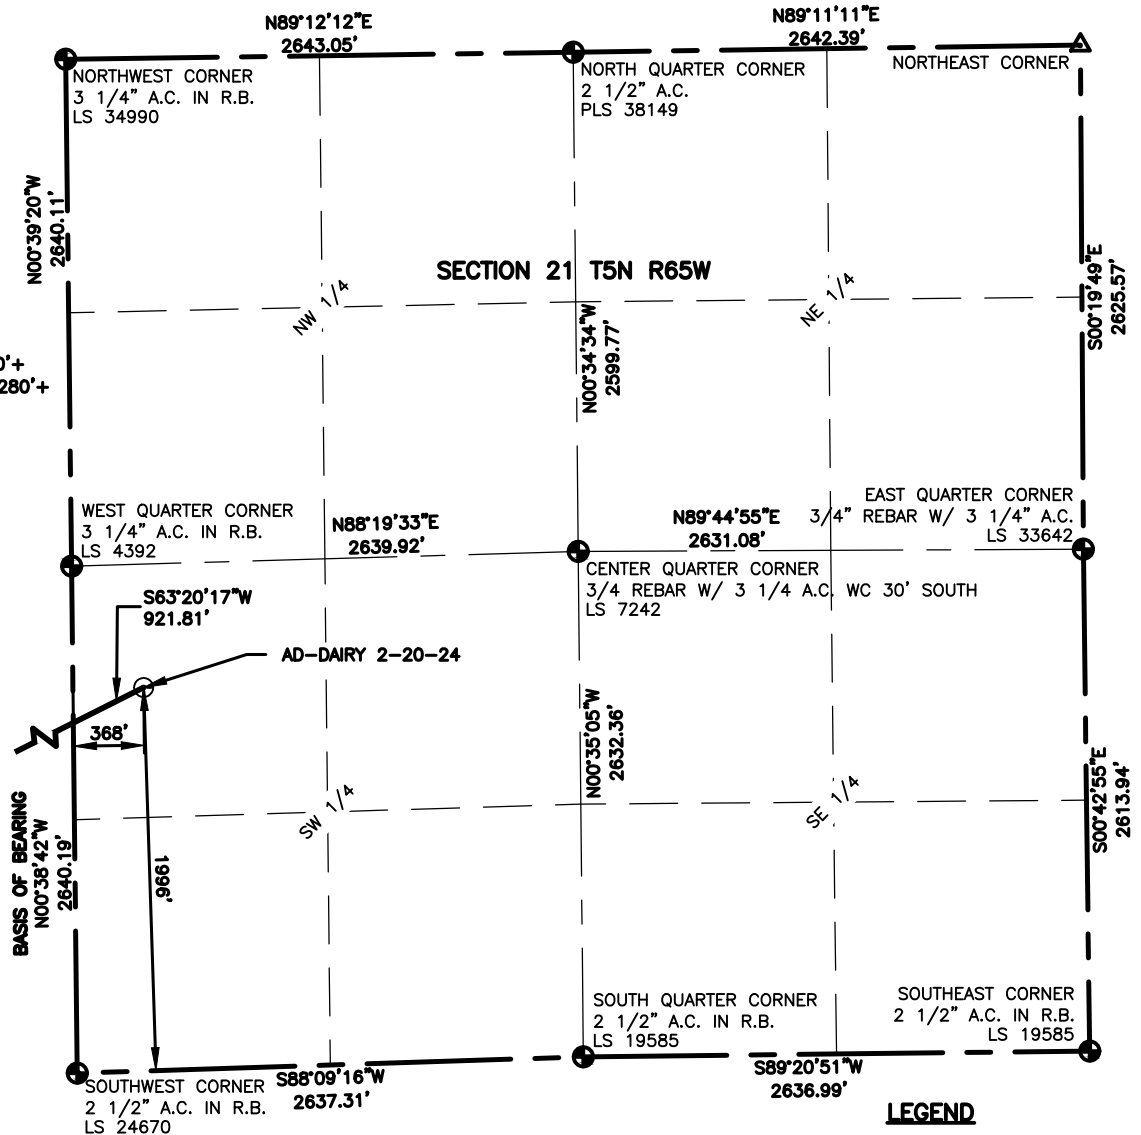 N89°12'12"E
2643.05'
N89°11'11"E
2642.39'
NORTHWEST CORNER
3 1/4" A.C. IN R.B.
LS 34990
NORTH QUARTER CORNER
2 1/2" A.C.
PLS 38149
NORTHEAST CORNER
N00°39'20"W
2640.11'
SECTION 21 T5N R65W
NW 1/4
NE 1/4
N00°34'34"W
2599.77'
S00°19'49"E
2625.57'
0'+
280'+
WEST QUARTER CORNER
3 1/4" A.C. IN R.B.
LS 4392
N88°19'33"E
2639.92'
N89°44'55"E
2631.08'
EAST QUARTER CORNER
3/4" REBAR W/ 3 1/4" A.C.
LS 33642
CENTER QUARTER CORNER
3/4 REBAR W/ 3 1/4 A.C. WC 30' SOUTH
LS 7242
S63°20'17"W
921.81'
AD-DAIRY 2-20-24
368'
1966'
BASIS OF BEARING
N00°38'42"W
2640.19'
SW 1/4
SE 1/4
N00°35'05"W
2632.36'
S00°42'55"E
2613.94'
SOUTH QUARTER CORNER
2 1/2" A.C. IN R.B.
LS 19585
SOUTHEAST CORNER
2 1/2" A.C. IN R.B.
LS 19585
SOUTHWEST CORNER
2 1/2" A.C. IN R.B.
LS 24670
S88°09'16"W
2637.31'
S89°20'51"W
2636.99'
LEGEND